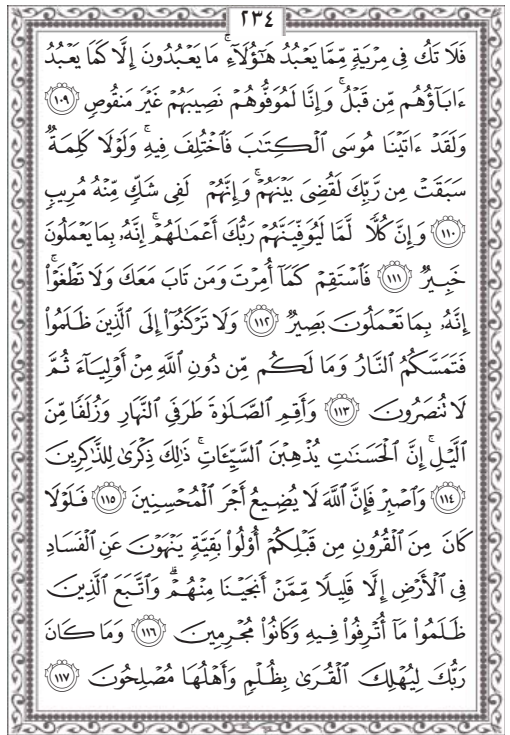 ٢٣٤
فَلَا تَكُ فِى مِرْيَةٍ مِّمَّا يَعْبُدُ هَـٰٓؤُلَآءِ ۚ مَا يَعْبُدُونَ إِلَّا كَمَا يَعْبُدُ
ءَابَآؤُهُم مِّن قَبْلُ ۚ وَإِنَّا لَمُوَفُّوهُمْ نَصِيبَهُمْ غَيْرَ مَنقُوصٍ ١٠٩
وَلَقَدْ ءَاتَيْنَا مُوسَى ٱلْكِتَـٰبَ فَٱخْتُلِفَ فِيهِ ۚ وَلَوْلَا كَلِمَةٌ
سَبَقَتْ مِن رَّبِّكَ لَقُضِىَ بَيْنَهُمْ ۚ وَإِنَّهُمْ لَفِى شَكٍّ مِّنْهُ مُرِيبٍ
١١٠ وَإِنَّ كُلًّا لَّمَّا لَيُوَفِّيَنَّهُمْ رَبُّكَ أَعْمَـٰلَهُمْ ۚ إِنَّهُۥ بِمَا يَعْمَلُونَ
خَبِيرٌ ١١١ فَٱسْتَقِمْ كَمَآ أُمِرْتَ وَمَن تَابَ مَعَكَ وَلَا تَطْغَوْا۟ ۚ
إِنَّهُۥ بِمَا تَعْمَلُونَ بَصِيرٌ ١١٢ وَلَا تَرْكَنُوٓا۟ إِلَى ٱلَّذِينَ ظَلَمُوا۟
فَتَمَسَّكُمُ ٱلنَّارُ وَمَا لَكُم مِّن دُونِ ٱللَّهِ مِنْ أَوْلِيَآءَ ثُمَّ
لَا تُنصَرُونَ ١١٣ وَأَقِمِ ٱلصَّلَوٰةَ طَرَفَىِ ٱلنَّهَارِ وَزُلَفًا مِّنَ
ٱلَّيْلِ ۚ إِنَّ ٱلْحَسَنَـٰتِ يُذْهِبْنَ ٱلسَّيِّـَٔاتِ ۚ ذَٰلِكَ ذِكْرَىٰ لِلذَّٰكِرِينَ
١١٤ وَٱصْبِرْ فَإِنَّ ٱللَّهَ لَا يُضِيعُ أَجْرَ ٱلْمُحْسِنِينَ ١١٥ فَلَوْلَا
كَانَ مِنَ ٱلْقُرُونِ مِن قَبْلِكُمْ أُو۟لُوا۟ بَقِيَّةٍ يَنْهَوْنَ عَنِ ٱلْفَسَادِ
فِى ٱلْأَرْضِ إِلَّا قَلِيلًا مِّمَّنْ أَنجَيْنَا مِنْهُمْ ۗ وَٱتَّبَعَ ٱلَّذِينَ
ظَلَمُوا۟ مَآ أُتْرِفُوا۟ فِيهِ وَكَانُوا۟ مُجْرِمِينَ ١١٦ وَمَا كَانَ
رَبُّكَ لِيُهْلِكَ ٱلْقُرَىٰ بِظُلْمٍ وَأَهْلُهَا مُصْلِحُونَ ١١٧